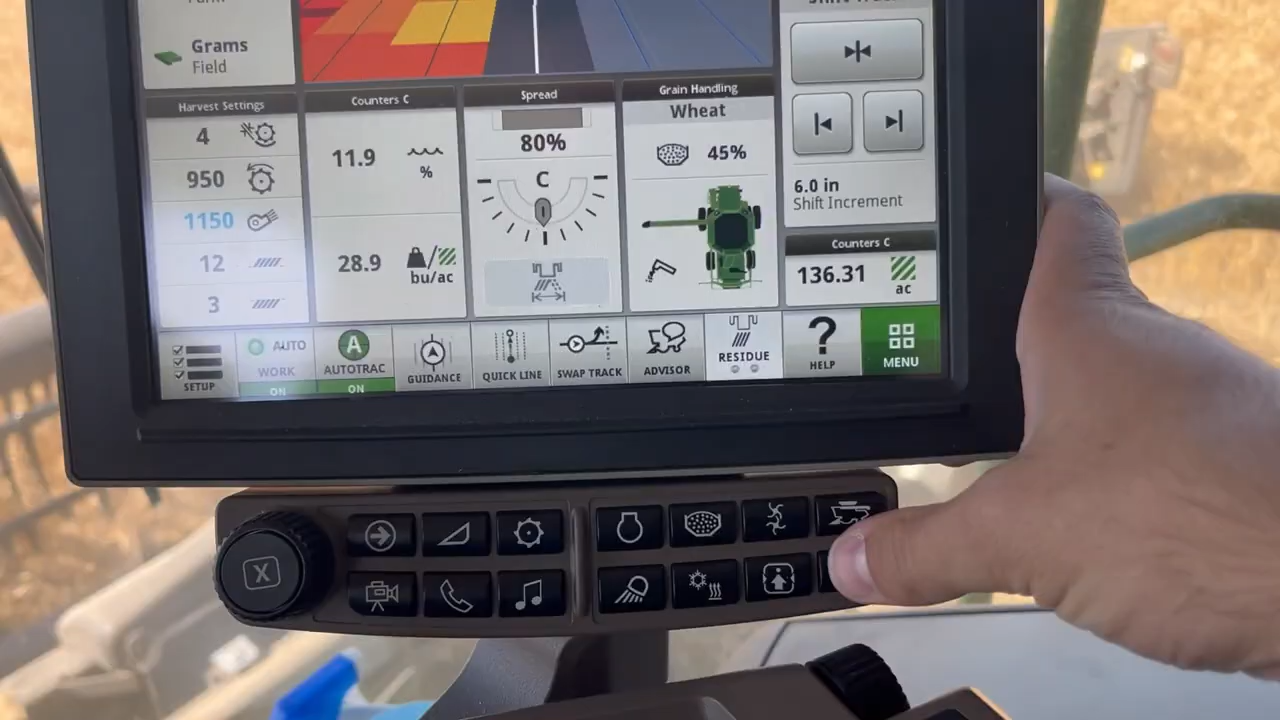 Grams
Field
Harvest Settings
4
950
1150
12
3
Counters C
11.9
%
28.9
bu/ac
Spread
80%
C
Grain Handling
Wheat
45%
6.0 in
Shift Increment
Counters C
136.31
ac
SETUP
AUTO
WORK
ON
A
AUTOTRAC
ON
GUIDANCE
QUICK LINE
SWAP TRACK
ADVISOR
RESIDUE
?
HELP
MENU
X